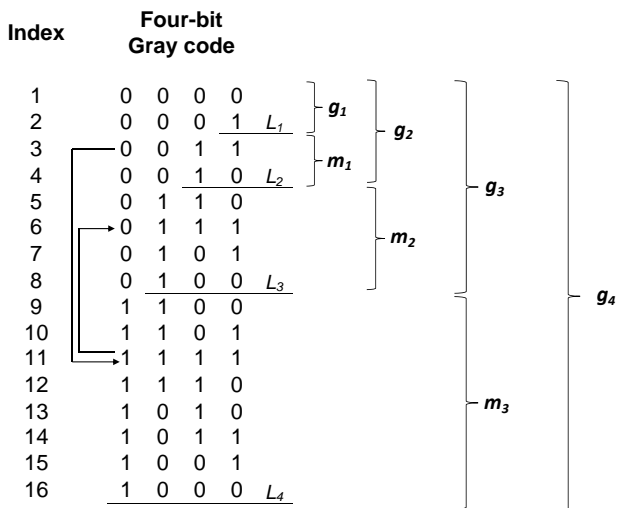 Index Four-bit Gray code
1 0 0 0 0
2 0 0 0 1 L1 g1 g2
3 0 0 1 1 m1
4 0 0 1 0 L2 g3
5 0 1 1 0
6 0 1 1 1 m2
7 0 1 0 1
8 0 1 0 0 L3 g4
9 1 1 0 0
10 1 1 0 1
11 1 1 1 1
12 1 1 1 0 m3
13 1 0 1 0
14 1 0 1 1
15 1 0 0 1
16 1 0 0 0 L4